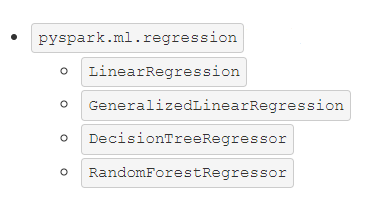 pyspark.ml.regression
LinearRegression
GeneralizedLinearRegression
DecisionTreeRegressor
RandomForestRegressor